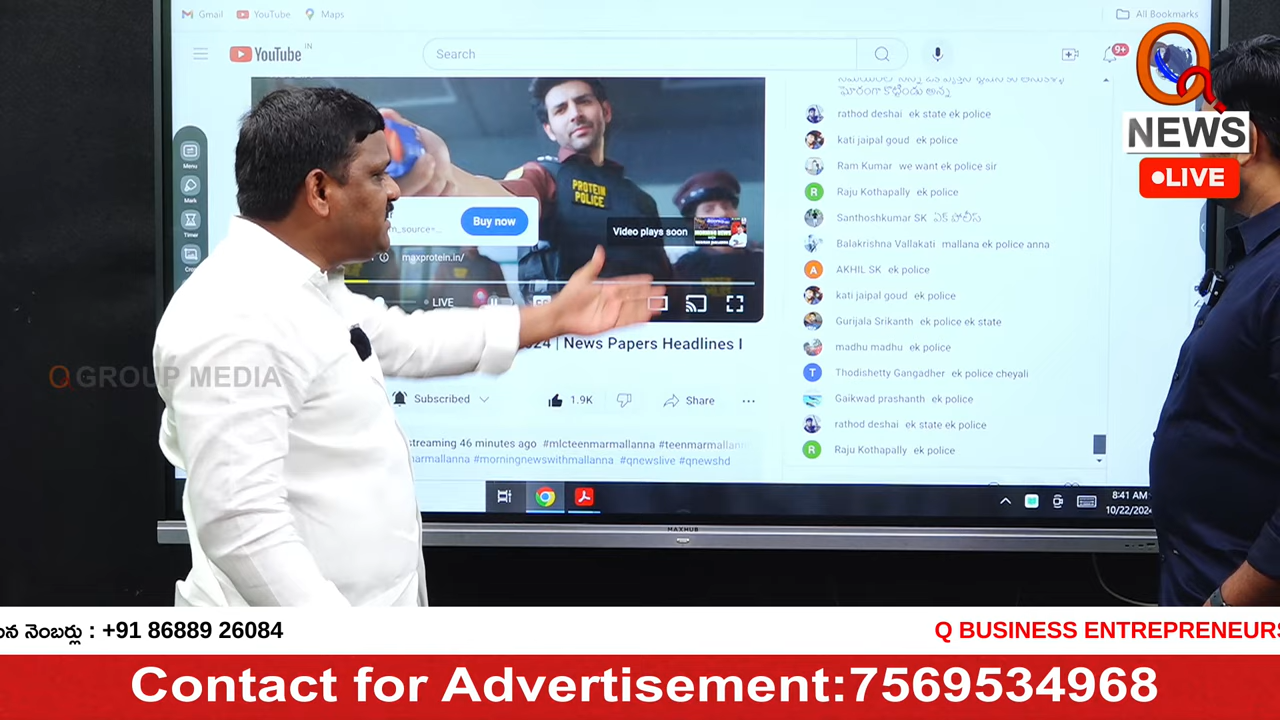 Gmail
YouTube
Maps
All Bookmarks
YouTube IN
Search
9+
Q
NEWS
LIVE
Menu
Mark
Timer
PROTEIN
POLICE
Buy now
Video plays soon
maxprotein.in/
LIVE
24 | News Papers Headlines I
Subscribed
1.9K
Share
streaming 46 minutes ago #mlcteenmarmallanna #teenmarmallann
narmallanna #morningnewswithmallanna #qnewslive #qnewshd
rathod deshai ek state ek police
kati jaipal goud ek police
Ram Kumar we want ek police sir
R Raju Kothapally ek police
Santhoshkumar SK ఏక్ పోలీస్
Balakrishna Vallakati mallana ek police anna
A AKHIL SK ek police
kati jaipal goud ek police
Gurijala Srikanth ek police ek state
madhu madhu ek police
T Thodishetty Gangadher ek police cheyali
Gaikwad prashanth ek police
rathod deshai ek state ek police
R Raju Kothapally ek police
8:41 AM
10/22/2024
MAXHUB
Q GROUP MEDIA
నెంబర్లు : +91 86889 26084
Q BUSINESS ENTREPRENEURS
Contact for Advertisement:7569534968